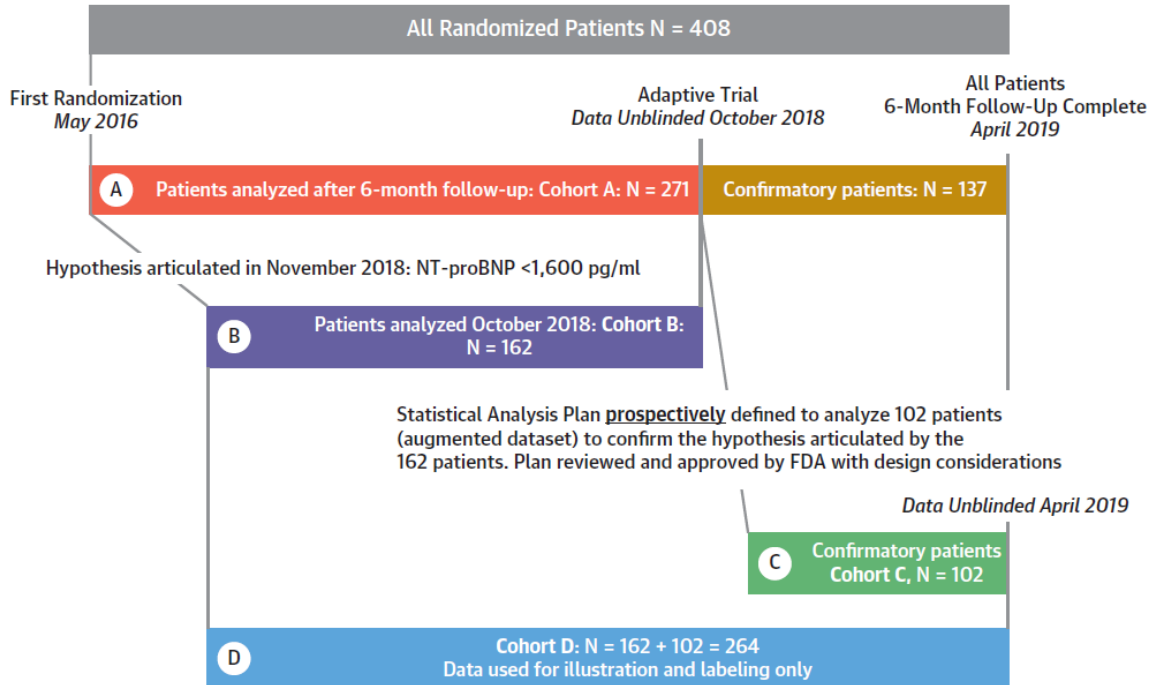 All Randomized Patients N = 408
First Randomization
May 2016
Adaptive Trial
Data Unblinded October 2018
All Patients
6-Month Follow-Up Complete
April 2019
A
Patients analyzed after 6-month follow-up: Cohort A: N = 271
Confirmatory patients: N = 137
Hypothesis articulated in November 2018: NT-proBNP <1,600 pg/ml
B
Patients analyzed October 2018: Cohort B:
N = 162
Statistical Analysis Plan prospectively defined to analyze 102 patients
(augmented dataset) to confirm the hypothesis articulated by the
162 patients. Plan reviewed and approved by FDA with design considerations
Data Unblinded April 2019
C
Confirmatory patients
Cohort C, N = 102
D
Cohort D: N = 162 + 102 = 264
Data used for illustration and labeling only